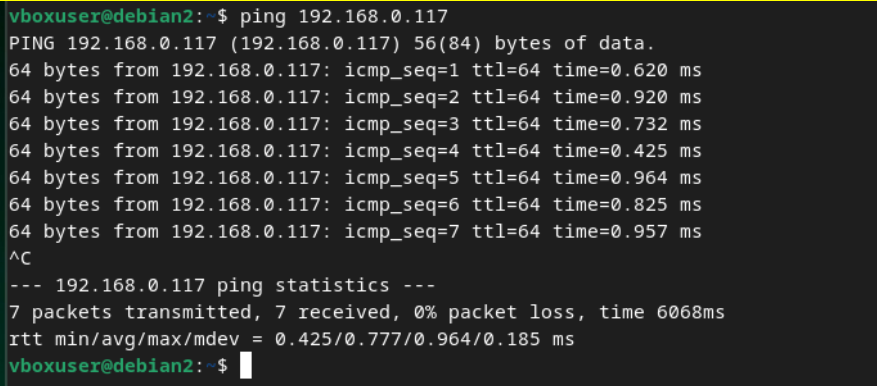 vboxuser@debian2:~$ ping 192.168.0.117
PING 192.168.0.117 (192.168.0.117) 56(84) bytes of data.
64 bytes from 192.168.0.117: icmp_seq=1 ttl=64 time=0.620 ms
64 bytes from 192.168.0.117: icmp_seq=2 ttl=64 time=0.920 ms
64 bytes from 192.168.0.117: icmp_seq=3 ttl=64 time=0.732 ms
64 bytes from 192.168.0.117: icmp_seq=4 ttl=64 time=0.425 ms
64 bytes from 192.168.0.117: icmp_seq=5 ttl=64 time=0.964 ms
64 bytes from 192.168.0.117: icmp_seq=6 ttl=64 time=0.825 ms
64 bytes from 192.168.0.117: icmp_seq=7 ttl=64 time=0.957 ms
^C
--- 192.168.0.117 ping statistics ---
7 packets transmitted, 7 received, 0% packet loss, time 6068ms
rtt min/avg/max/mdev = 0.425/0.777/0.964/0.185 ms
vboxuser@debian2:~$